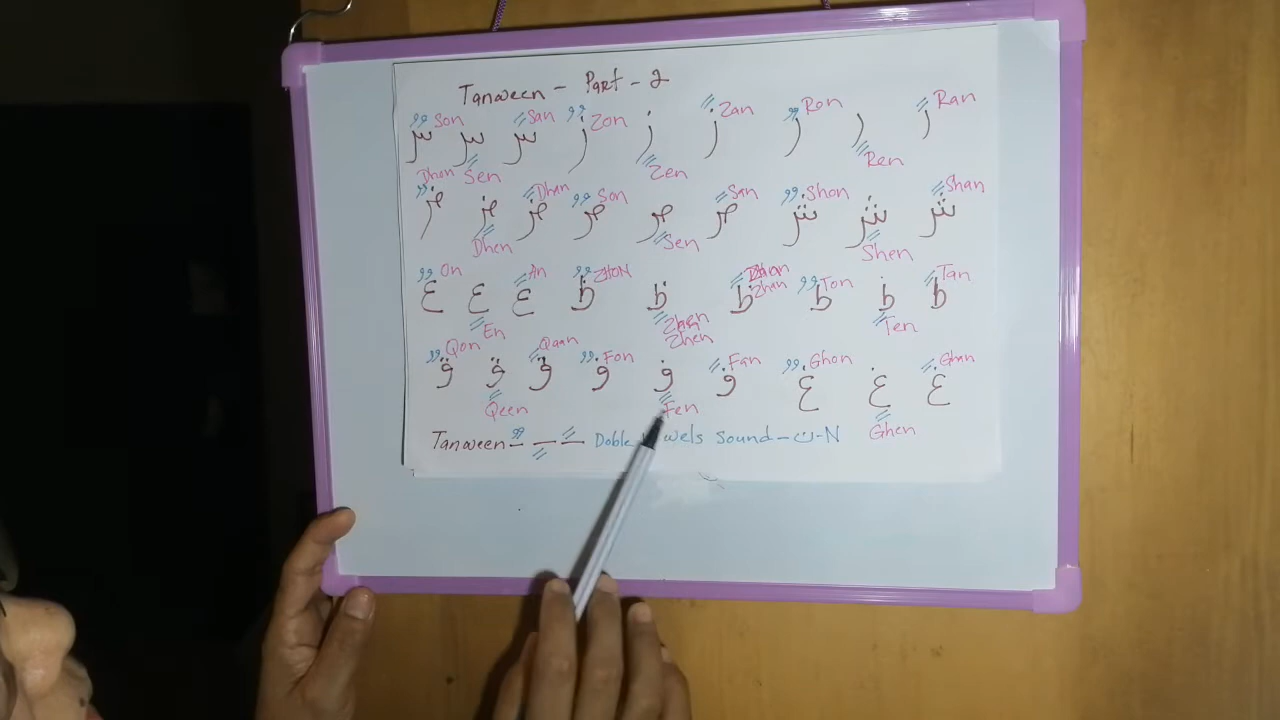 Tanween - Part - 2
سٌ Son سٍ Sen سً San زٌ Zon زٍ Zen زً Zan رٌ Ron رٍ Ren رً Ran
ضٌ Dhon ضٍ Dhen ضً Dhan صٌ Son صٍ Sen صً San شٌ Shon شٍ Shen شً Shan
عٌ On عٍ En عً An ظٌ ZHON ظٍ Zhen Zhen ظً Zhan طٌ Ton طٍ Ten طً Tan
قٌ Qon قٍ Qeen قً Qaan فٌ Fon فٍ Fen فً Fan غٌ Ghon غٍ Ghen غً Ghan
Tanween - ٌ ٍ ً Doble wels Sound - ن - N